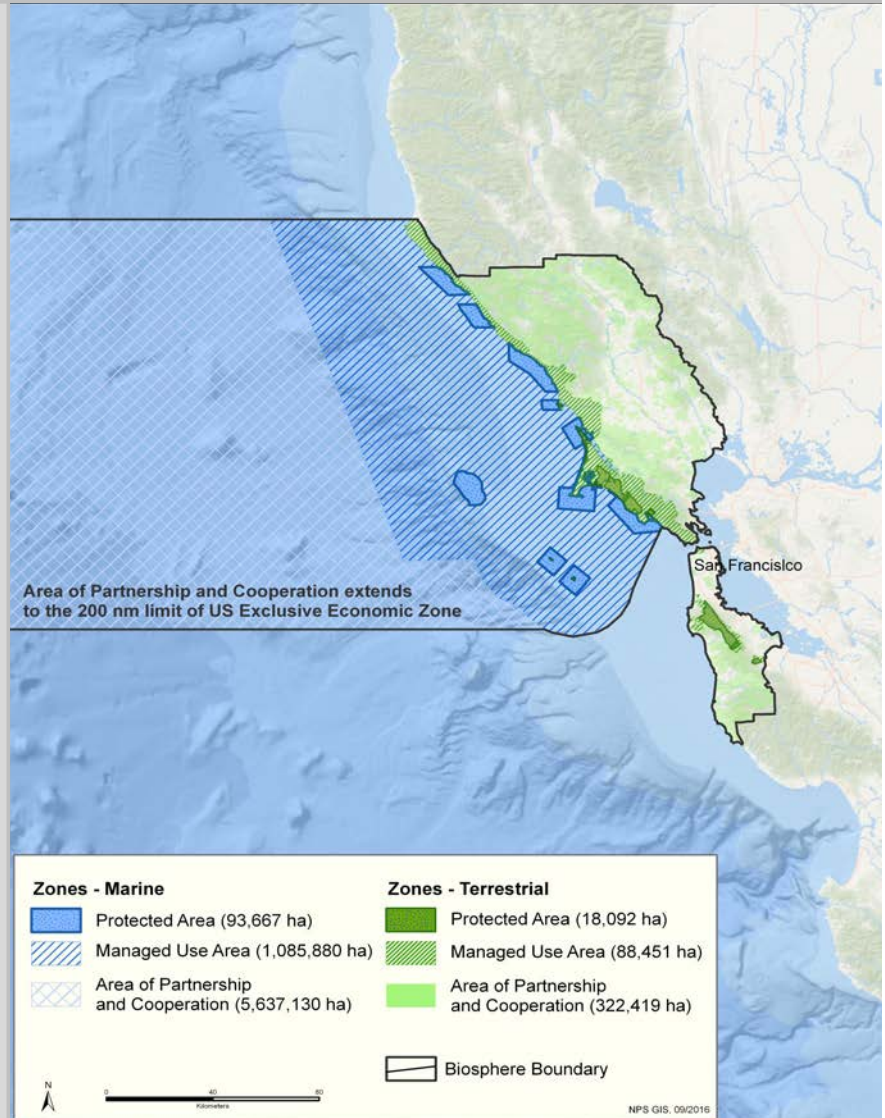 San Francisico
Area of Partnership and Cooperation extends
to the 200 nm limit of US Exclusive Economic Zone
Zones - Marine
Protected Area (93,667 ha)
Managed Use Area (1,085,880 ha)
Area of Partnership
and Cooperation (5,637,130 ha)
Zones - Terrestrial
Protected Area (18,092 ha)
Managed Use Area (88,451 ha)
Area of Partnership
and Cooperation (322,419 ha)
Biosphere Boundary
N
0 40 80
Kilometers
NPS GIS, 09/2016